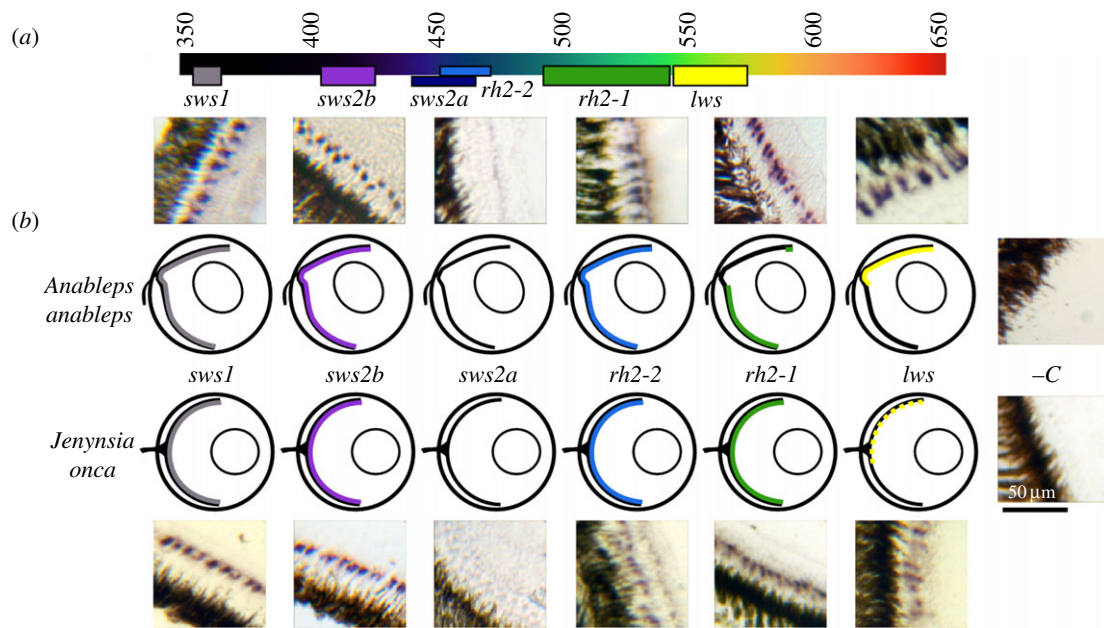 (a)
350 400 450 500 550 600 650
sws1 sws2b sws2a rh2-2 rh2-1 lws
(b)
Anableps
anableps
sws1 sws2b sws2a rh2-2 rh2-1 lws –C
Jenynsia
onca
50 µm